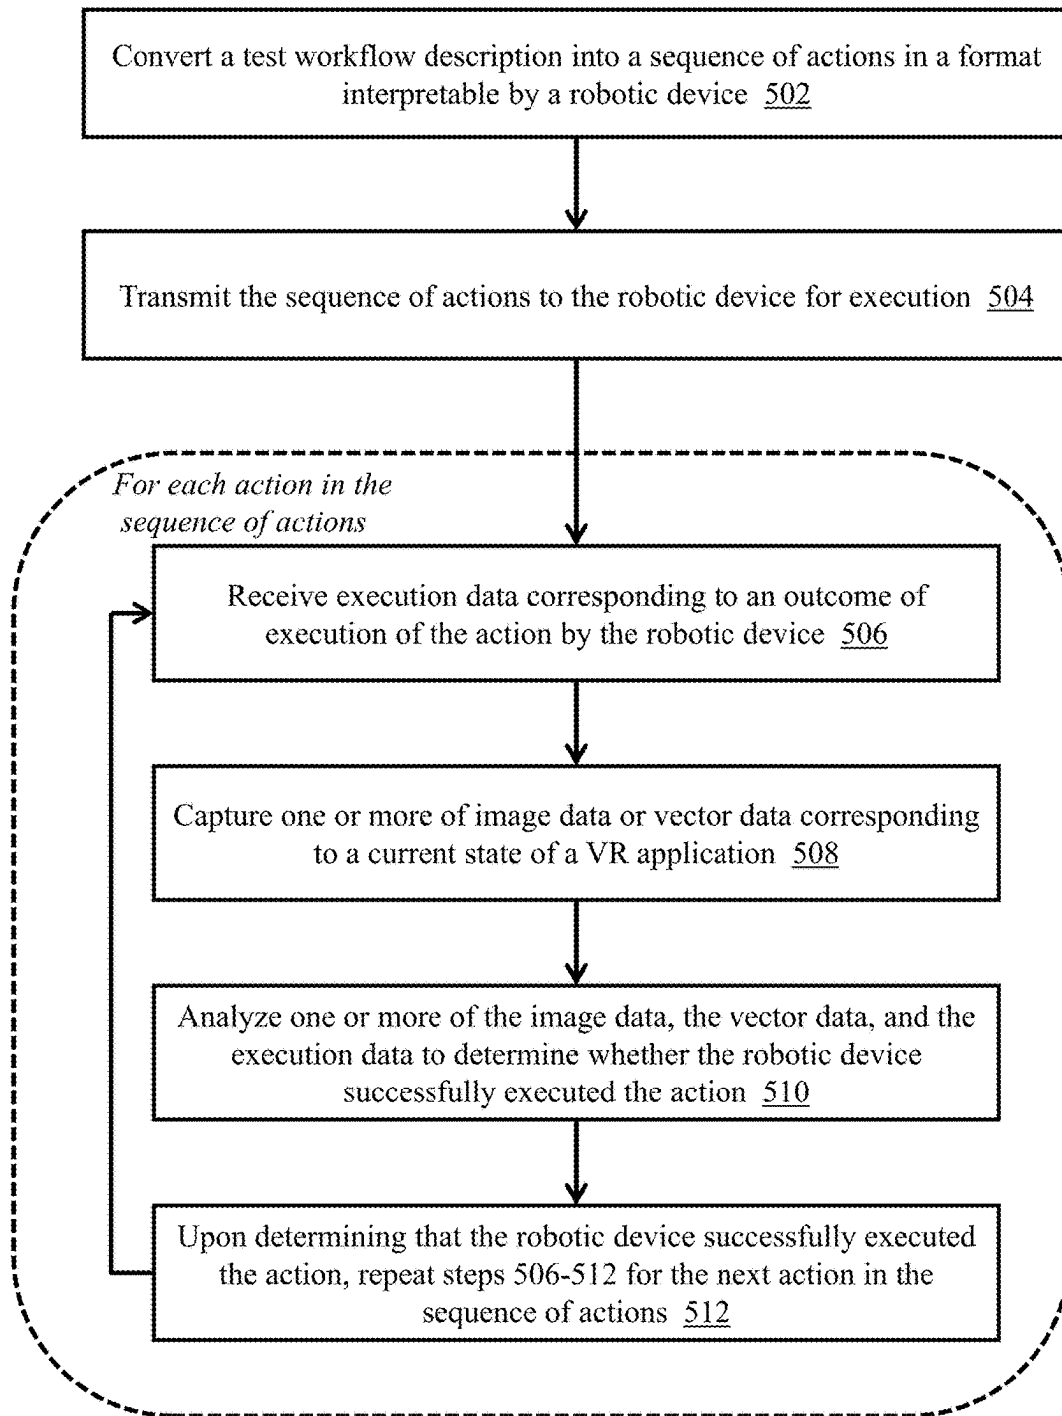 Convert a test workflow description into a sequence of actions in a format
interpretable by a robotic device 502
Transmit the sequence of actions to the robotic device for execution 504
For each action in the
sequence of actions
Receive execution data corresponding to an outcome of
execution of the action by the robotic device 506
Capture one or more of image data or vector data corresponding
to a current state of a VR application 508
Analyze one or more of the image data, the vector data, and the
execution data to determine whether the robotic device
successfully executed the action 510
Upon determining that the robotic device successfully executed
the action, repeat steps 506-512 for the next action in the
sequence of actions 512